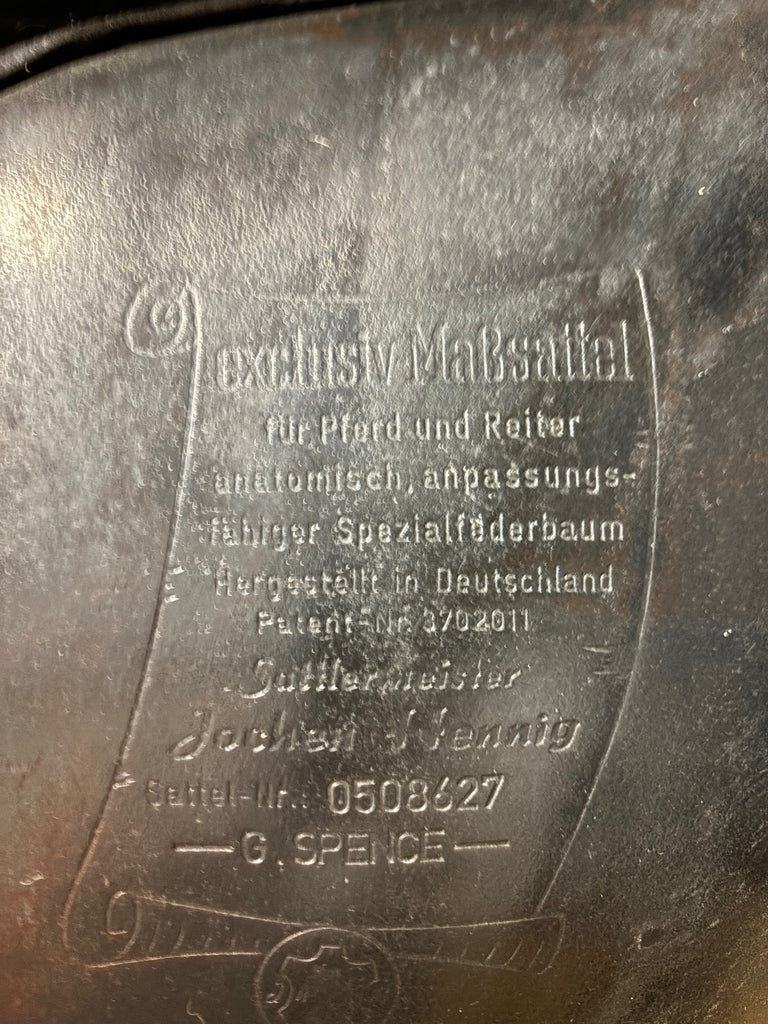 exclusiv Maßsattel
für Pferd und Reiter
anatomisch, anpassungs-
fähiger Spezialfederbaum
Hergestellt in Deutschland
Patent-Nr. 3702011
Sattlermeister
Jochen Hennig
Sattel-Nr.: 0508627
— G. SPENCE —